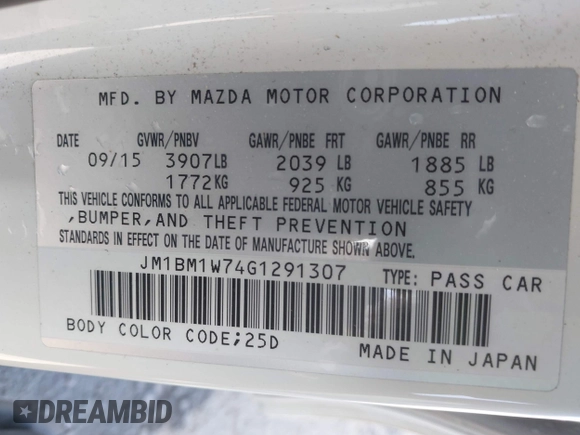 MFD. BY MAZDA MOTOR CORPORATION
DATE GVWR/PNBV GAWR/PNBE FRT GAWR/PNBE RR
09/15 3907LB 2039 LB 1885 LB
1772KG 925 KG 855 KG
THIS VEHICLE CONFORMS TO ALL APPLICABLE FEDERAL MOTOR VEHICLE SAFETY
,BUMPER,AND THEFT PREVENTION
STANDARDS IN EFFECT ON THE DATE OF MANUFACTURE SHOWN ABOVE.
JM1BM1W74G1291307 TYPE: PASS CAR
BODY COLOR CODE;25D
MADE IN JAPAN
DREAMBID